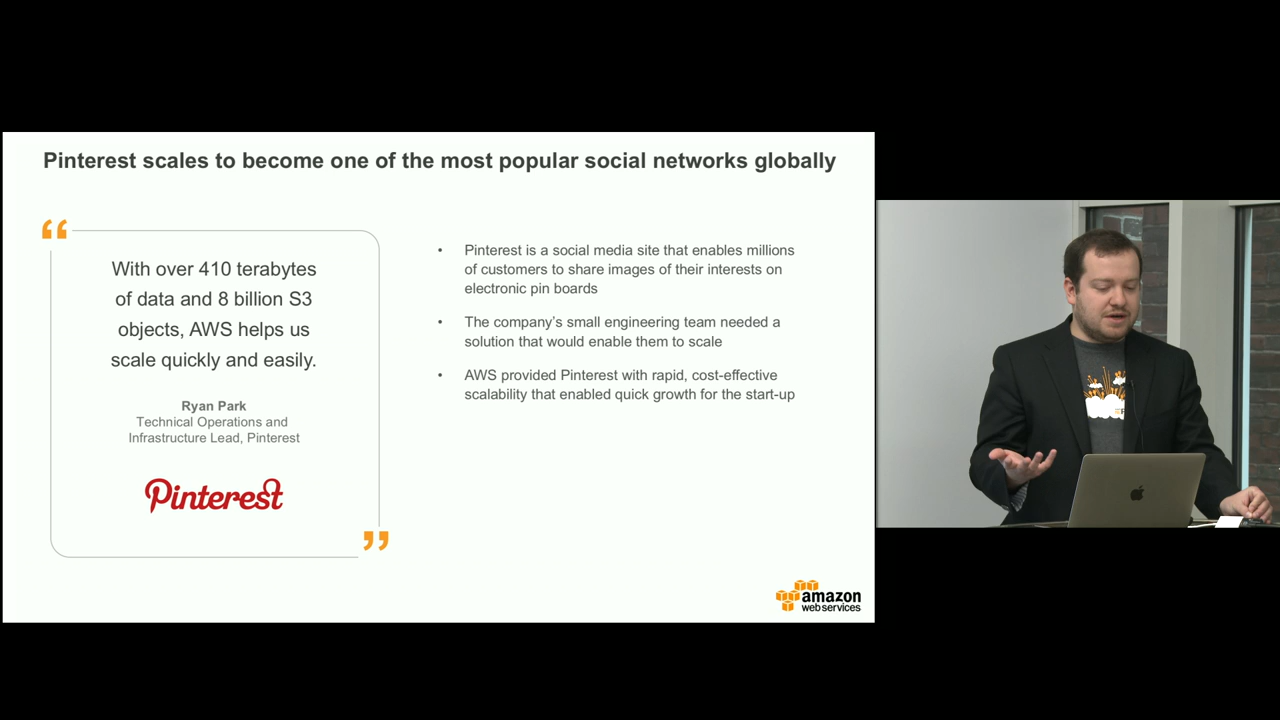 Pinterest scales to become one of the most popular social networks globally
“
With over 410 terabytes
of data and 8 billion S3
objects, AWS helps us
scale quickly and easily.
Ryan Park
Technical Operations and
Infrastructure Lead, Pinterest
Pinterest
”
• Pinterest is a social media site that enables millions
of customers to share images of their interests on
electronic pin boards
• The company’s small engineering team needed a
solution that would enable them to scale
• AWS provided Pinterest with rapid, cost-effective
scalability that enabled quick growth for the start-up
amazon
web services